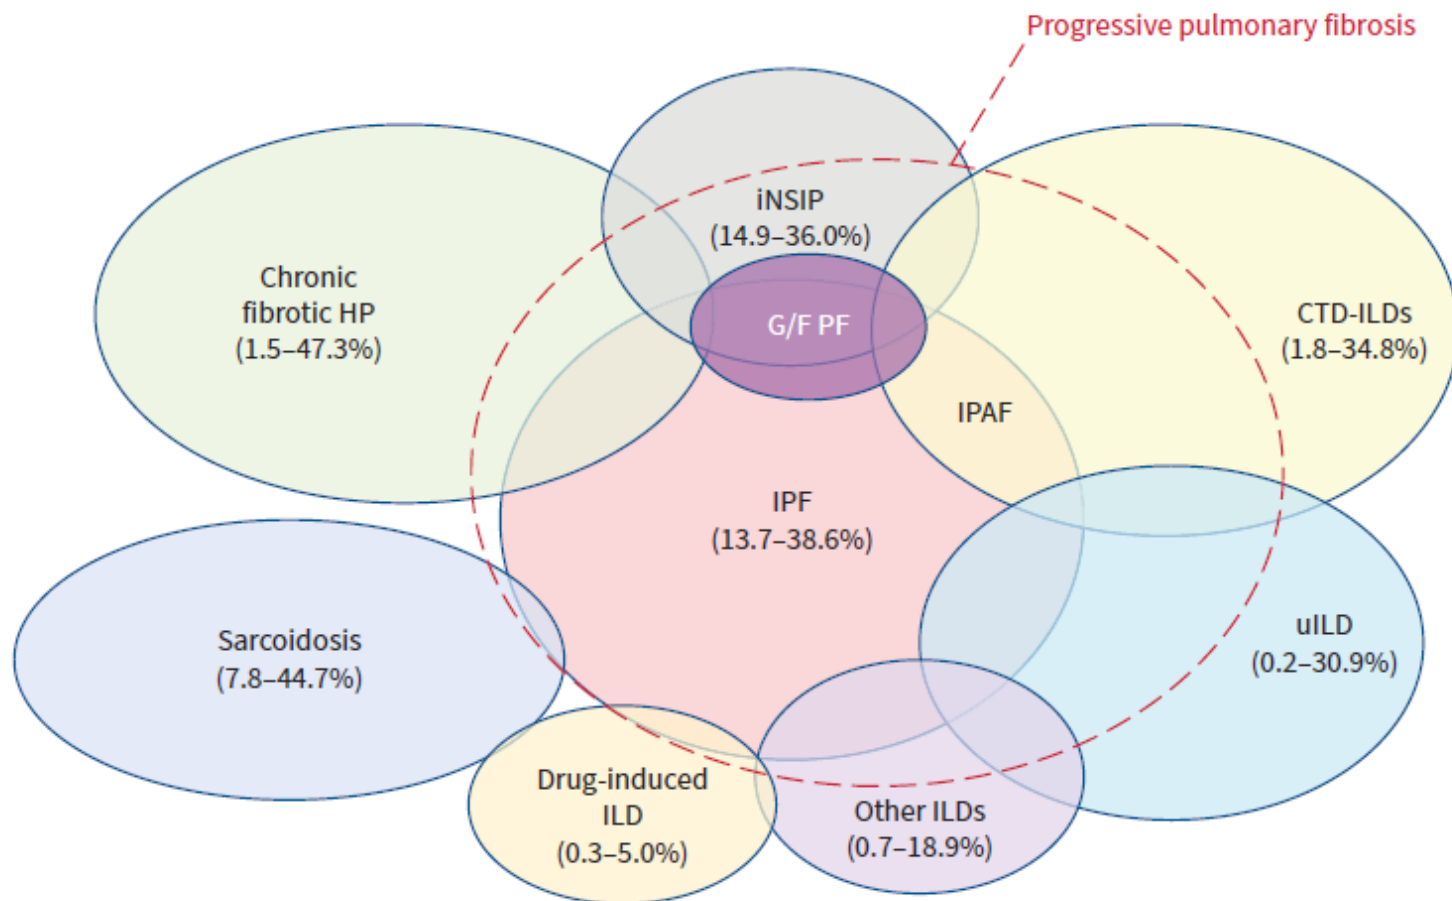 Progressive pulmonary fibrosis
iNSIP
(14.9–36.0%)
Chronic
fibrotic HP
(1.5–47.3%)
G/F PF
CTD-ILDs
(1.8–34.8%)
IPAF
IPF
(13.7–38.6%)
Sarcoidosis
(7.8–44.7%)
uILD
(0.2–30.9%)
Drug-induced
ILD
(0.3–5.0%)
Other ILDs
(0.7–18.9%)